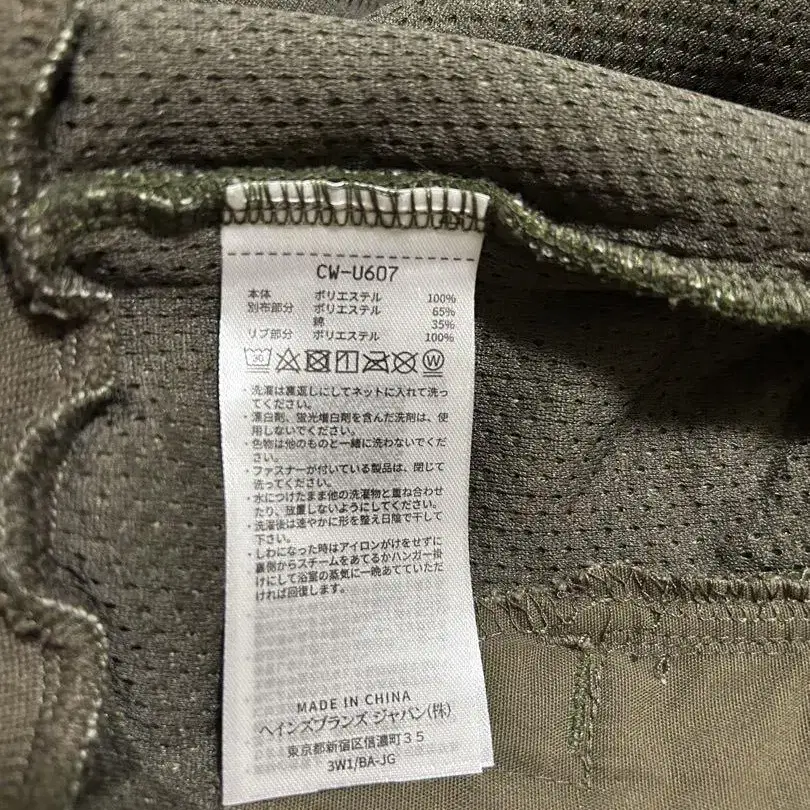 CW-U607
本体 ポリエステル 100%
別布部分 ポリエステル 65%
綿 35%
リブ部分 ポリエステル 100%
30 W
・洗濯は裏返しにしてネットに入れて洗っ
てください。
・漂白剤、蛍光増白剤を含んだ洗剤は、使
用しないでください。
・色物は他のものと一緒に洗わないでくだ
さい。
・ファスナーが付いている製品は、閉じて
洗ってください。
・水につけたまま他の洗濯物と重ね合わせ
たり、放置しないようにしてください。
・洗濯後は速やかに形を整え日陰で干して
下さい。
・しわになった時はアイロンがけをせずに
裏側からスチームをあてるかハンガー掛
けにして浴室の蒸気に一晩あてていただ
ければ回復します。
MADE IN CHINA
ヘインズブランズ ジャパン(株)
東京都新宿区信濃町35
3W1/BA-JG